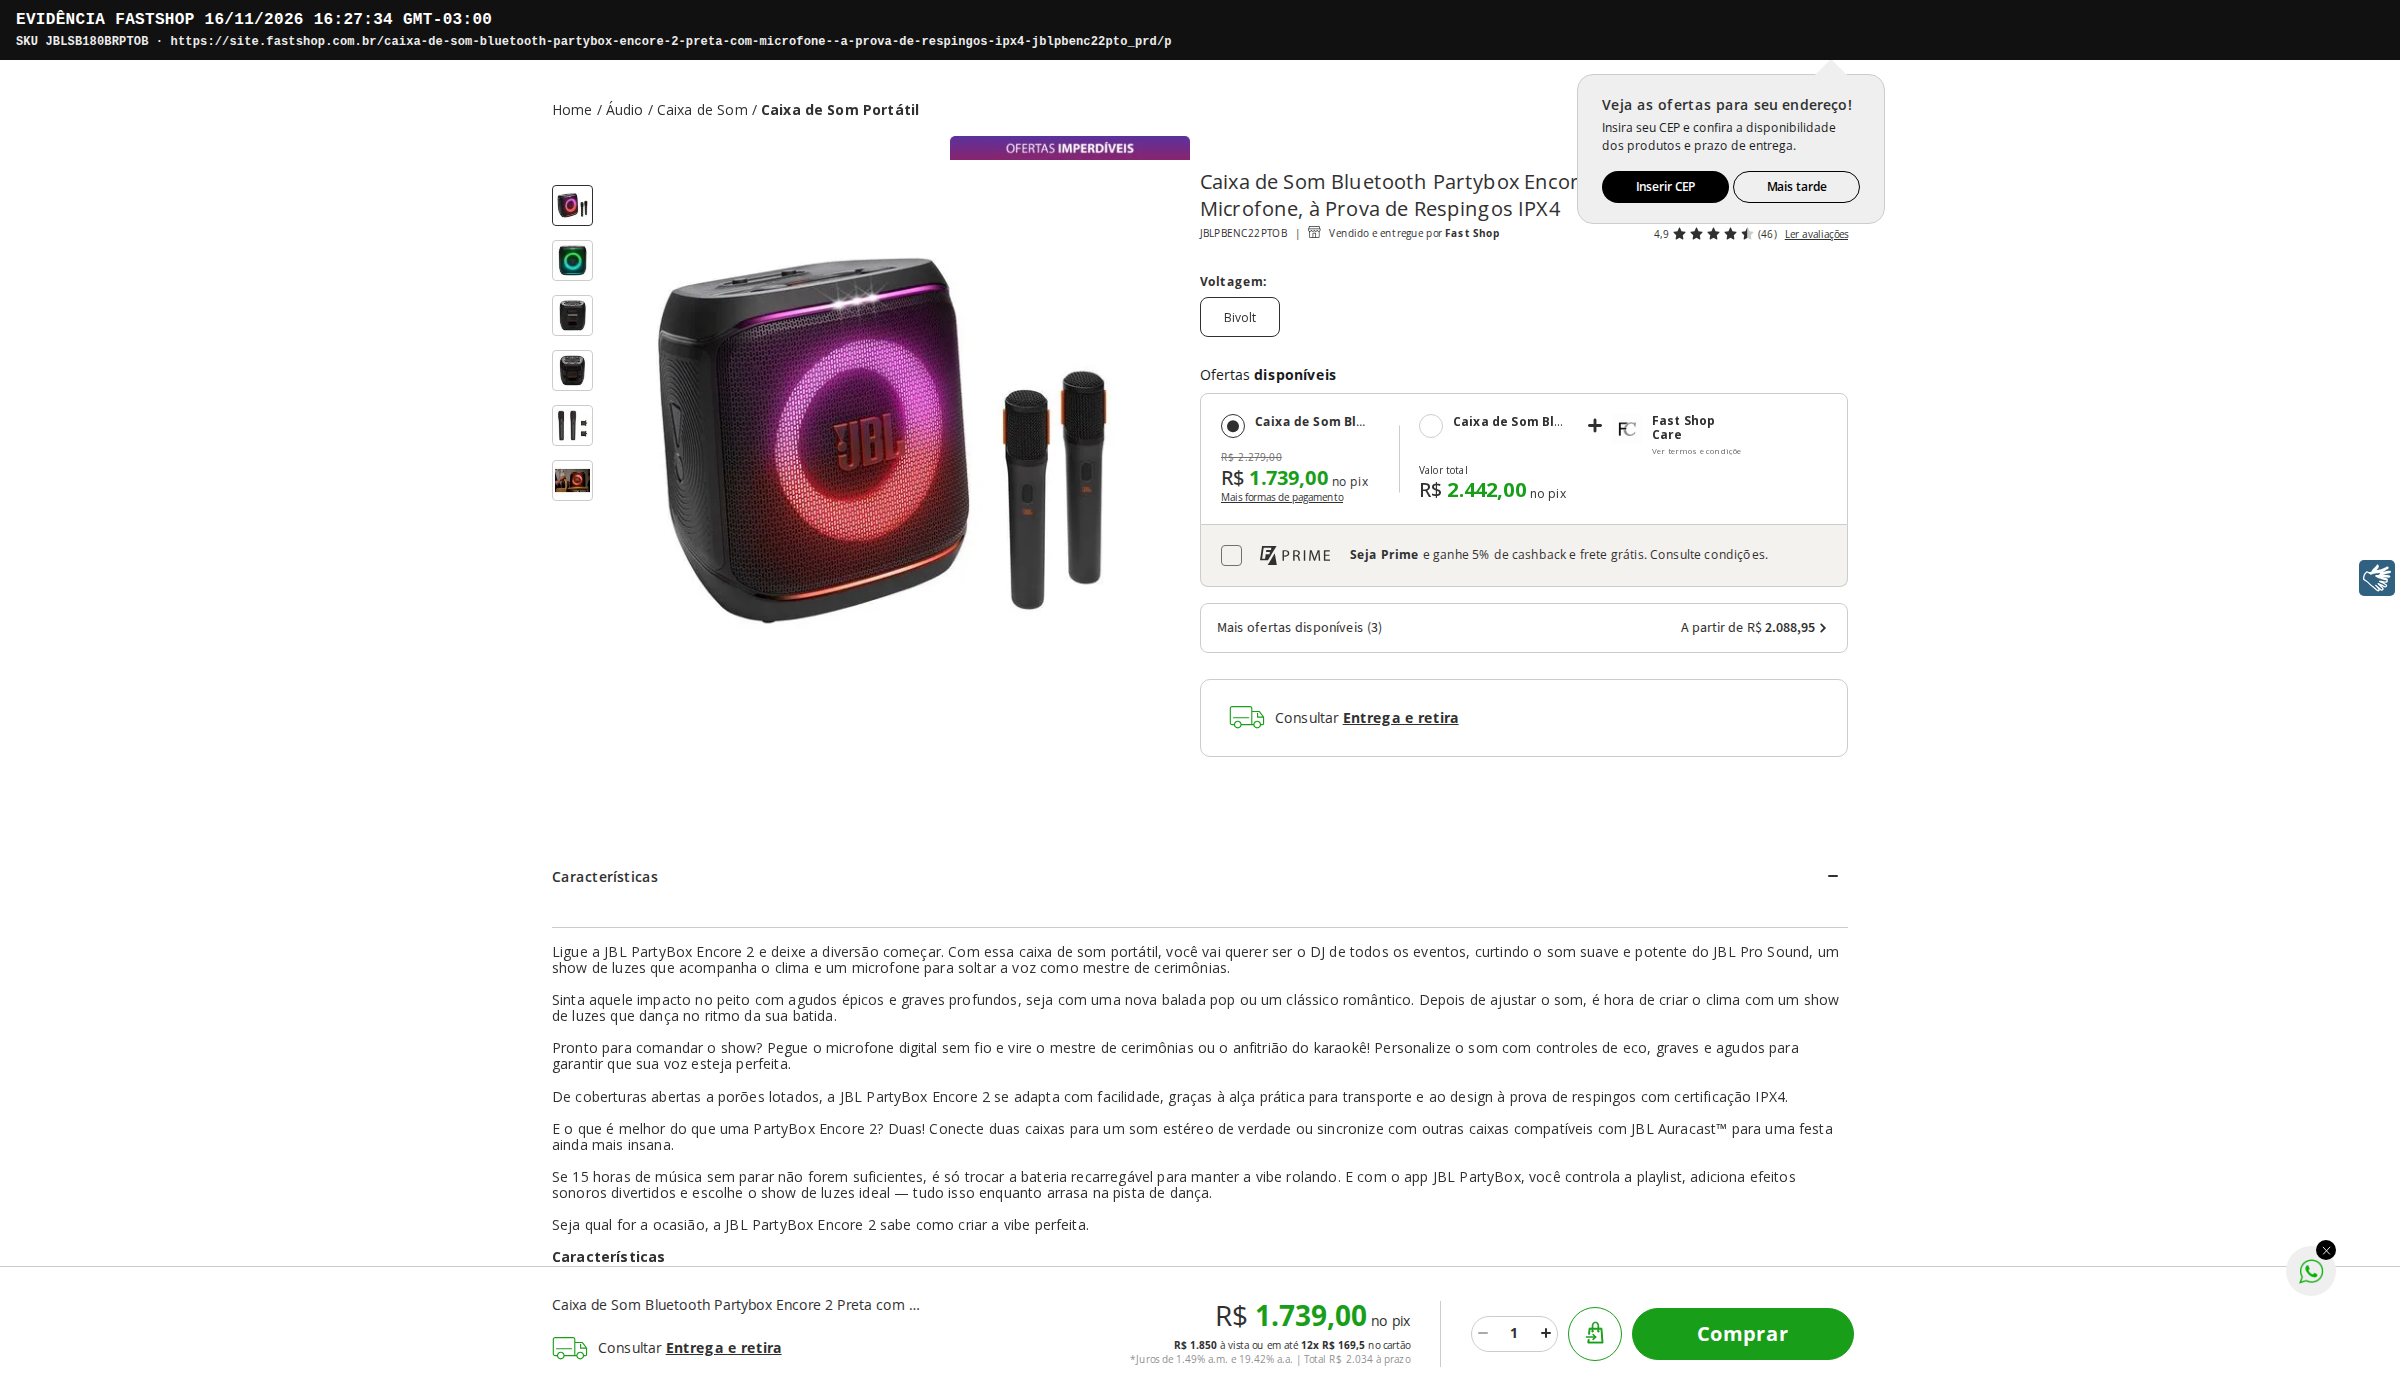 EVIDÊNCIA FASTSHOP 16/11/2026 16:27:34 GMT-03:00
SKU JBLSB180BRPTOB · https://site.fastshop.com.br/caixa-de-som-bluetooth-partybox-encore-2-preta-com-microfone--a-prova-de-respingos-ipx4-jblpbenc22pto_prd/p
Veja as ofertas para seu endereço!
Insira seu CEP e confira a disponibilidade
dos produtos e prazo de entrega.
Inserir CEP
Mais tarde
Home / Áudio / Caixa de Som / Caixa de Som Portátil
OFERTAS IMPERDÍVEIS
JBL
Caixa de Som Bluetooth Partybox Encor
Microfone, à Prova de Respingos IPX4
JBLPBENC22PTOB | Vendido e entregue por Fast Shop
4,9 (46) Ler avaliações
Voltagem:
Bivolt
Ofertas disponíveis
Caixa de Som Bl...
R$ 2.279,00
R$ 1.739,00 no pix
Mais formas de pagamento
Caixa de Som Bl...
Valor total
R$ 2.442,00 no pix
+
FC
Fast Shop
Care
Ver termos e condiçõe
PRIME Seja Prime e ganhe 5% de cashback e frete grátis. Consulte condições.
Mais ofertas disponíveis (3)
A partir de R$ 2.088,95
Consultar Entrega e retira
Características
Ligue a JBL PartyBox Encore 2 e deixe a diversão começar. Com essa caixa de som portátil, você vai querer ser o DJ de todos os eventos, curtindo o som suave e potente do JBL Pro Sound, um
show de luzes que acompanha o clima e um microfone para soltar a voz como mestre de cerimônias.
Sinta aquele impacto no peito com agudos épicos e graves profundos, seja com uma nova balada pop ou um clássico romântico. Depois de ajustar o som, é hora de criar o clima com um show
de luzes que dança no ritmo da sua batida.
Pronto para comandar o show? Pegue o microfone digital sem fio e vire o mestre de cerimônias ou o anfitrião do karaokê! Personalize o som com controles de eco, graves e agudos para
garantir que sua voz esteja perfeita.
De coberturas abertas a porões lotados, a JBL PartyBox Encore 2 se adapta com facilidade, graças à alça prática para transporte e ao design à prova de respingos com certificação IPX4.
E o que é melhor do que uma PartyBox Encore 2? Duas! Conecte duas caixas para um som estéreo de verdade ou sincronize com outras caixas compatíveis com JBL Auracast™ para uma festa
ainda mais insana.
Se 15 horas de música sem parar não forem suficientes, é só trocar a bateria recarregável para manter a vibe rolando. E com o app JBL PartyBox, você controla a playlist, adiciona efeitos
sonoros divertidos e escolhe o show de luzes ideal — tudo isso enquanto arrasa na pista de dança.
Seja qual for a ocasião, a JBL PartyBox Encore 2 sabe como criar a vibe perfeita.
Características
Caixa de Som Bluetooth Partybox Encore 2 Preta com ...
Consultar Entrega e retira
R$ 1.739,00 no pix
R$ 1.850 à vista ou em até 12x R$ 169,5 no cartão
*Juros de 1.49% a.m. e 19.42% a.a. | Total R$ 2.034 à prazo
− 1 +
Comprar